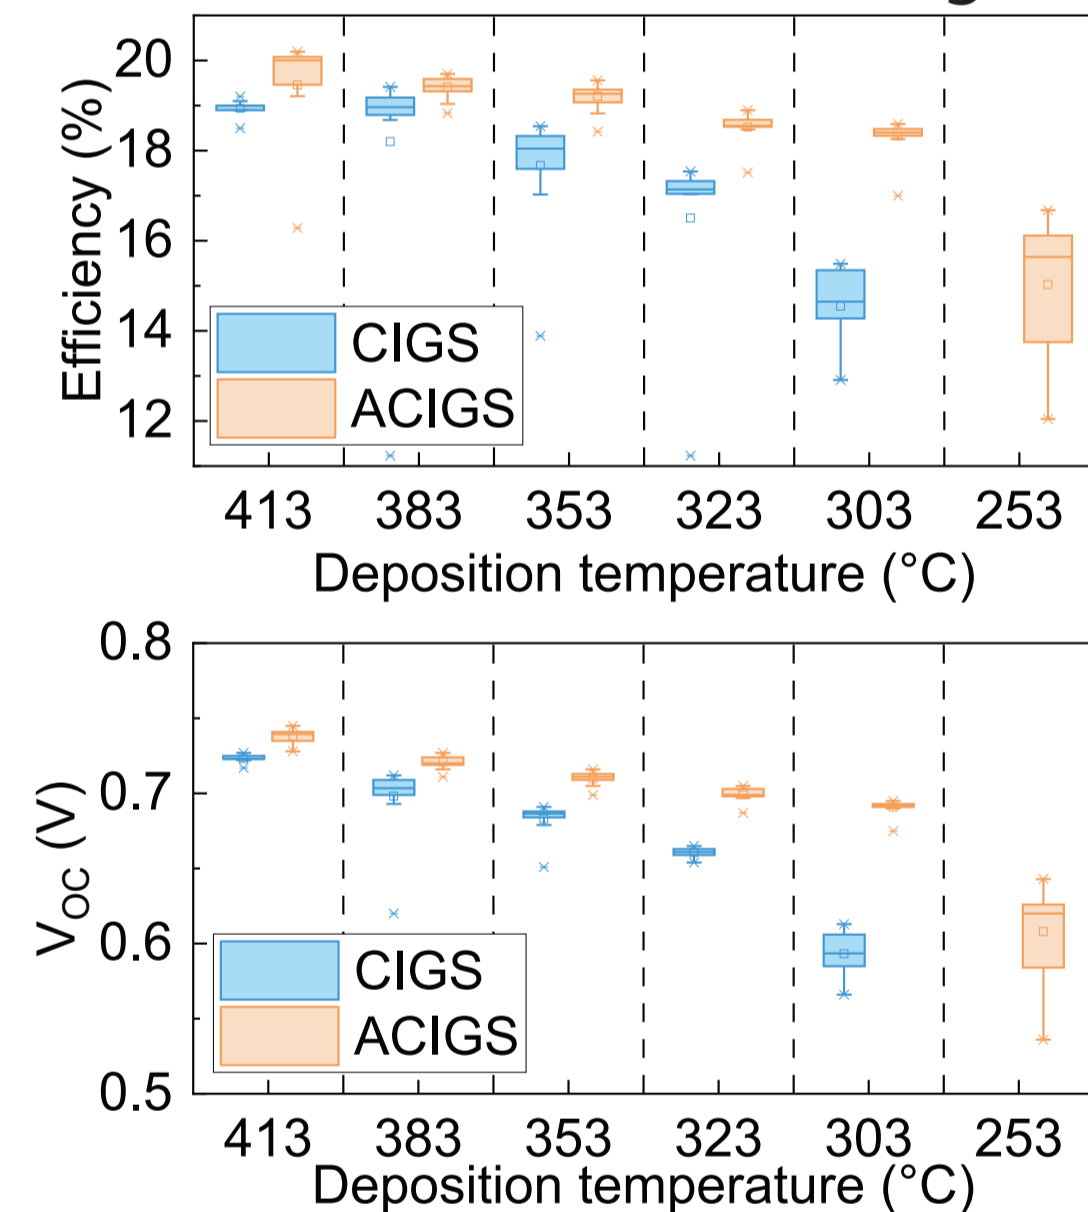 Efficiency (%)
20
18
16
14
12
CIGS
ACIGS
413 383 353 323 303 253
Deposition temperature (°C)
V_OC (V)
0.8
0.7
0.6
0.5
CIGS
ACIGS
413 383 353 323 303 253
Deposition temperature (°C)